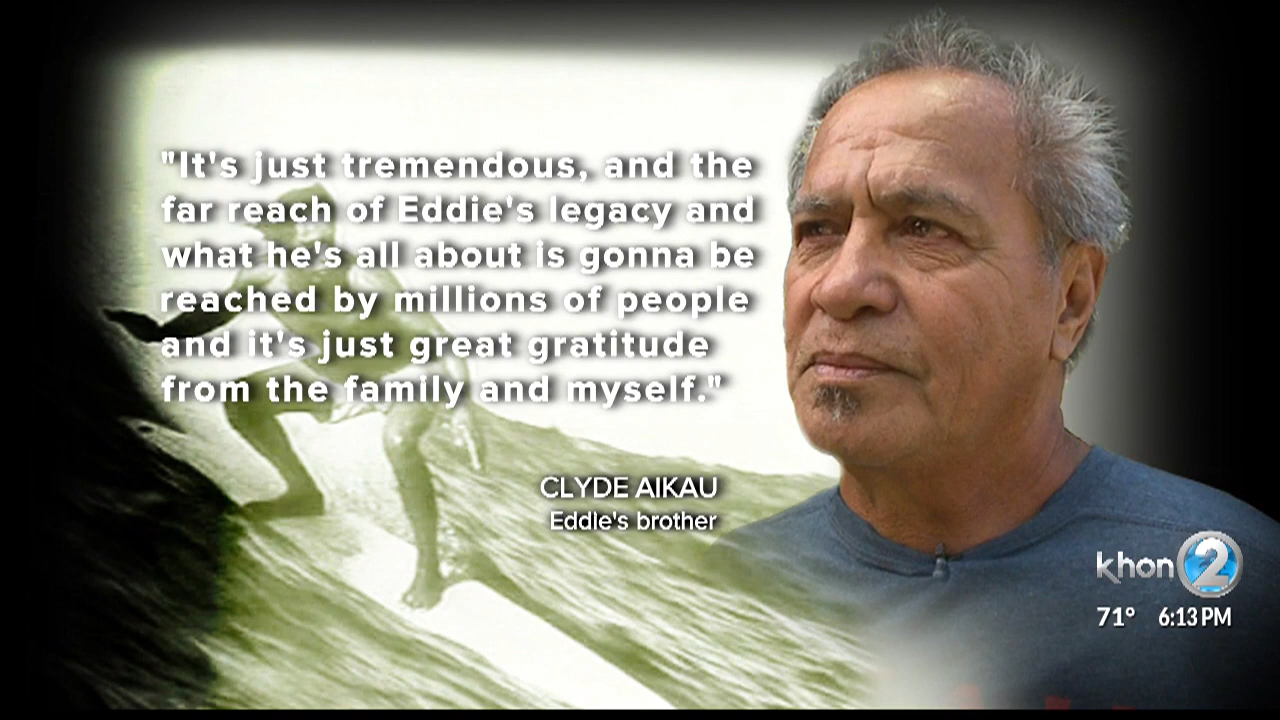 "It's just tremendous, and the
far reach of Eddie's legacy and
what he's all about is gonna be
reached by millions of people
and it's just great gratitude
from the family and myself."
CLYDE AIKAU
Eddie's brother
khon 2
71° 6:13 PM